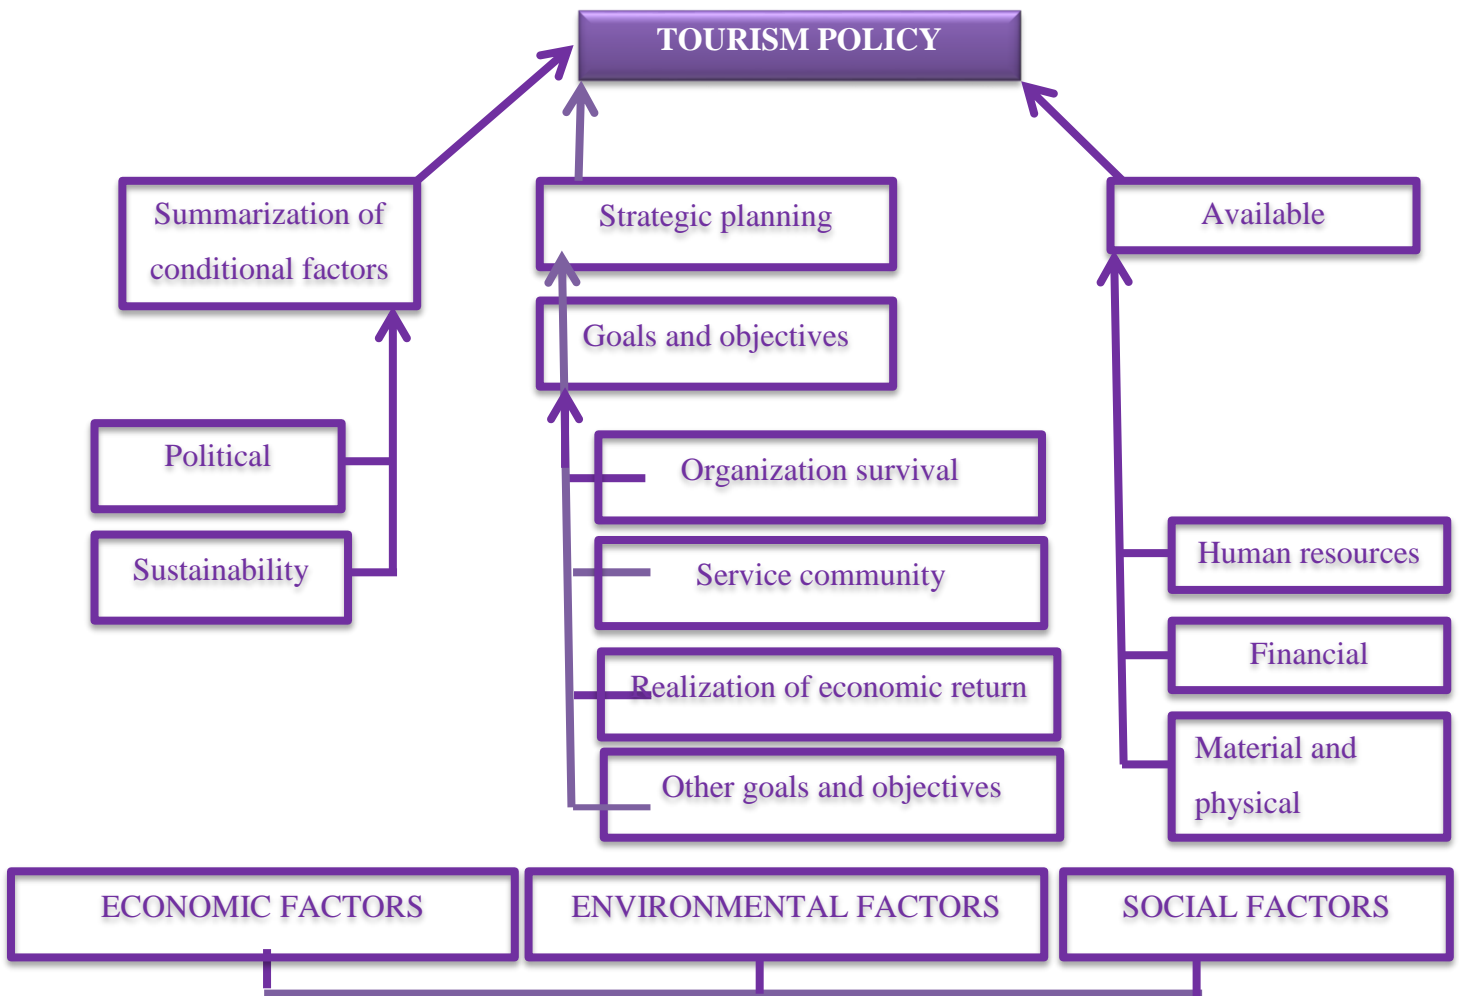 TOURISM POLICY
Summarization of
conditional factors
Strategic planning
Available
Goals and objectives
Political
Organization survival
Sustainability
Service community
Human resources
Realization of economic return
Financial
Other goals and objectives
Material and
physical
ECONOMIC FACTORS
ENVIRONMENTAL FACTORS
SOCIAL FACTORS